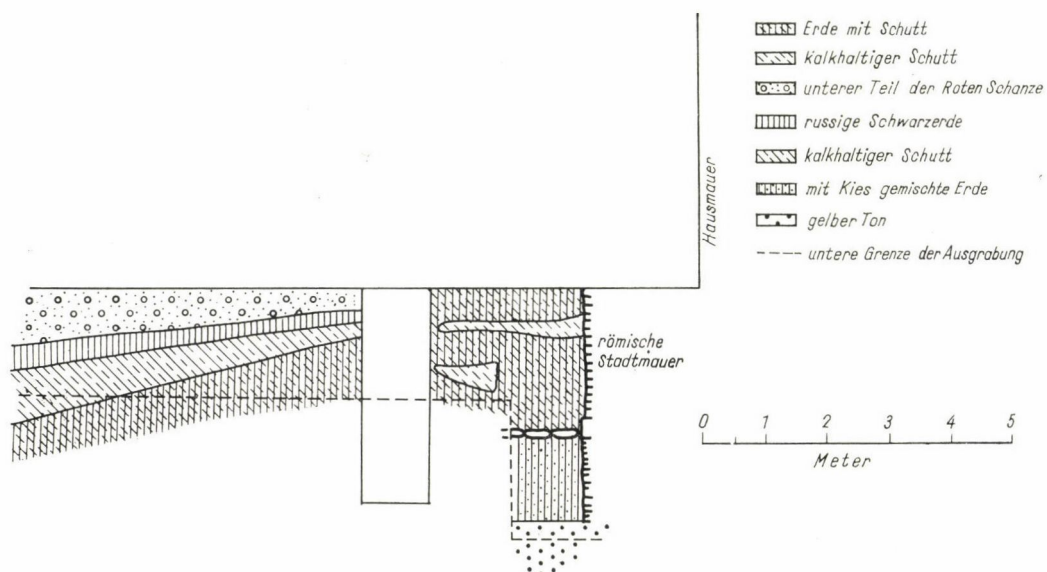 Erde mit Schutt
kalkhaltiger Schutt
unterer Teil der Roten Schanze
russige Schwarzerde
kalkhaltiger Schutt
mit Kies gemischte Erde
gelber Ton
untere Grenze der Ausgrabung
Hausmauer
römische
Stadtmauer
0 1 2 3 4 5
Meter